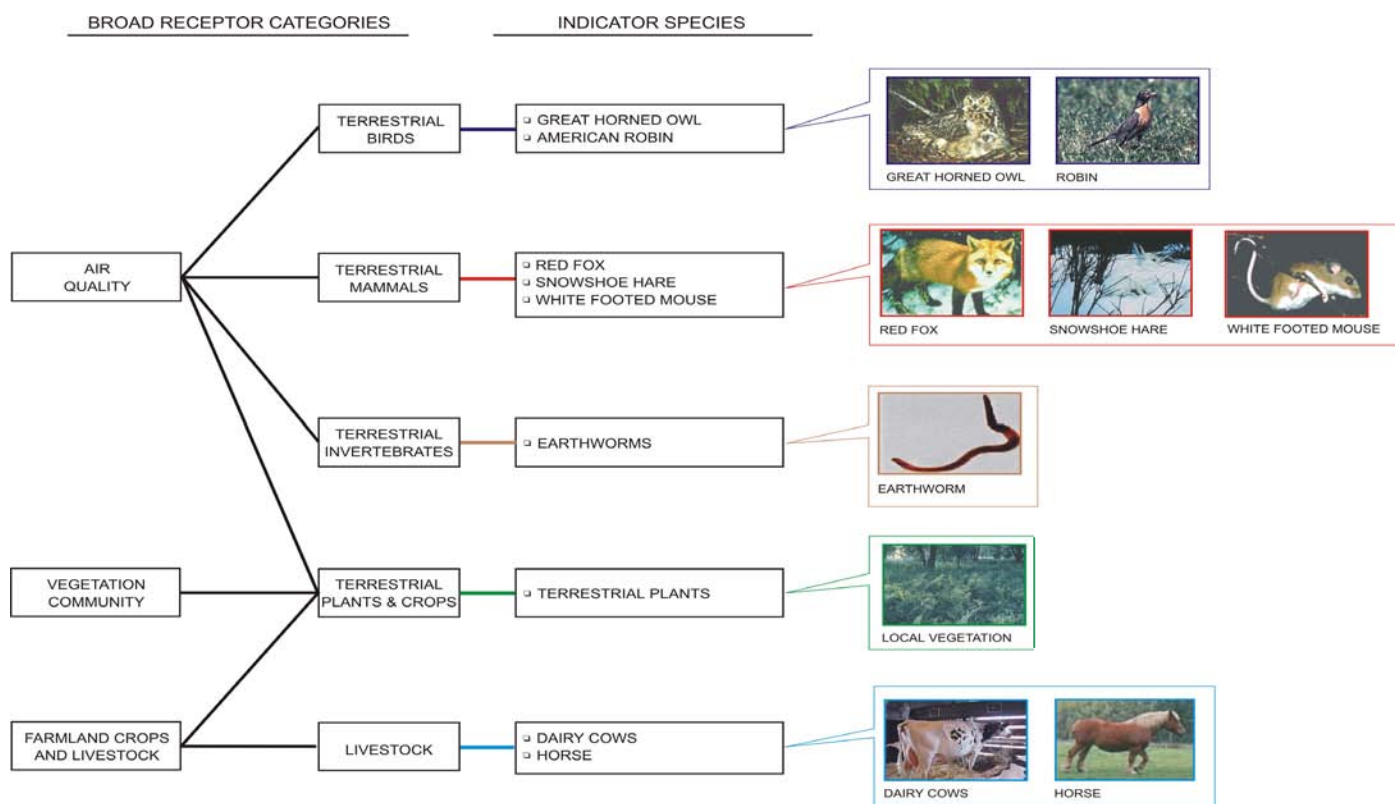 BROAD RECEPTOR CATEGORIES
INDICATOR SPECIES
AIR
QUALITY
VEGETATION
COMMUNITY
FARMLAND CROPS
AND LIVESTOCK
TERRESTRIAL
BIRDS
TERRESTRIAL
MAMMALS
TERRESTRIAL
INVERTEBRATES
TERRESTRIAL
PLANTS & CROPS
LIVESTOCK
❑ GREAT HORNED OWL
❑ AMERICAN ROBIN
❑ RED FOX
❑ SNOWSHOE HARE
❑ WHITE FOOTED MOUSE
❑ EARTHWORMS
❑ TERRESTRIAL PLANTS
❑ DAIRY COWS
❑ HORSE
GREAT HORNED OWL
ROBIN
RED FOX
SNOWSHOE HARE
WHITE FOOTED MOUSE
EARTHWORM
LOCAL VEGETATION
DAIRY COWS
HORSE